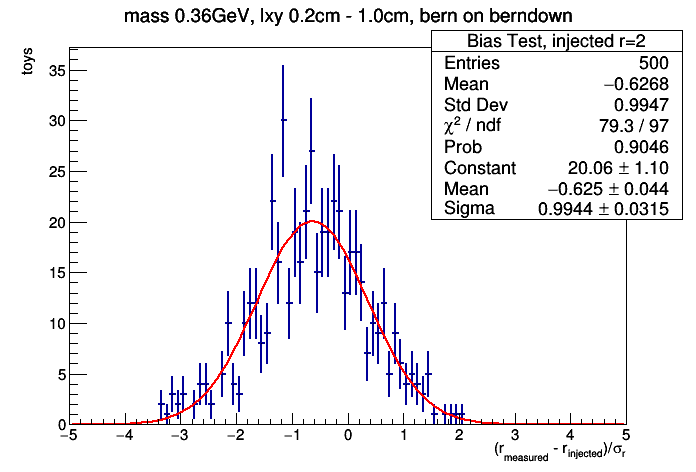 mass 0.36GeV, lxy 0.2cm - 1.0cm, bern on berndown
Bias Test, injected r=2
Entries 500
Mean −0.6268
Std Dev 0.9947
χ² / ndf 79.3 / 97
Prob 0.9046
Constant 20.06 ± 1.10
Mean −0.625 ± 0.044
Sigma 0.9944 ± 0.0315
toys
35
30
25
20
15
10
5
0
−5 −4 −3 −2 −1 0 1 2 3 4 5
(r_measured - r_injected)/σ_r